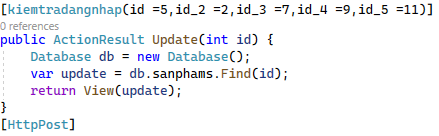 [kiemtradangnhap(id =5,id_2 =2,id_3 =7,id_4 =9,id_5 =11)]
0 references
public ActionResult Update(int id) {
    Database db = new Database();
    var update = db.sanphams.Find(id);
    return View(update);
}
[HttpPost]